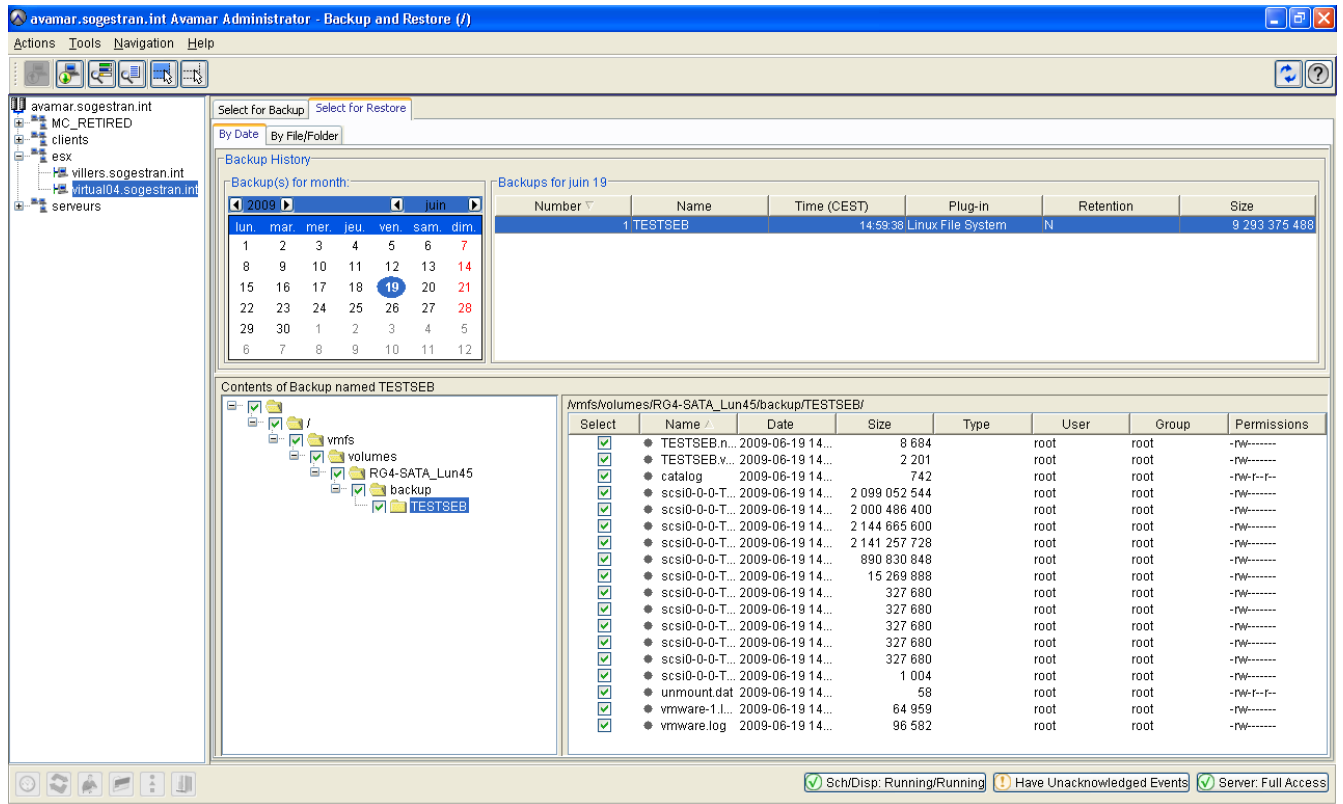 avamar.sogestran.int Avamar Administrator - Backup and Restore (/)
Actions Tools Navigation Help
avamar.sogestran.int
MC_RETIRED
clients
esx
villers.sogestran.int
virtual04.sogestran.int
serveurs
Select for Backup Select for Restore
By Date By File/Folder
Backup History
Backup(s) for month:
2009 juin
lun. mar. mer. jeu. ven. sam. dim.
1 2 3 4 5 6 7
8 9 10 11 12 13 14
15 16 17 18 19 20 21
22 23 24 25 26 27 28
29 30 1 2 3 4 5
6 7 8 9 10 11 12
Backups for juin 19
Number Name Time (CEST) Plug-in Retention Size
1 TESTSEB 14:59:38 Linux File System N 9 293 375 488
Contents of Backup named TESTSEB
/
vmfs
volumes
RG4-SATA_Lun45
backup
TESTSEB
/vmfs/volumes/RG4-SATA_Lun45/backup/TESTSEB/
Select Name Date Size Type User Group Permissions
TESTSEB.n... 2009-06-19 14... 8 684 root root -rw-------
TESTSEB.v... 2009-06-19 14... 2 201 root root -rw-------
catalog 2009-06-19 14... 742 root root -rw-r--r--
scsi0-0-0-T... 2009-06-19 14... 2 099 052 544 root root -rw-------
scsi0-0-0-T... 2009-06-19 14... 2 000 486 400 root root -rw-------
scsi0-0-0-T... 2009-06-19 14... 2 144 665 600 root root -rw-------
scsi0-0-0-T... 2009-06-19 14... 2 141 257 728 root root -rw-------
scsi0-0-0-T... 2009-06-19 14... 890 830 848 root root -rw-------
scsi0-0-0-T... 2009-06-19 14... 15 269 888 root root -rw-------
scsi0-0-0-T... 2009-06-19 14... 327 680 root root -rw-------
scsi0-0-0-T... 2009-06-19 14... 327 680 root root -rw-------
scsi0-0-0-T... 2009-06-19 14... 327 680 root root -rw-------
scsi0-0-0-T... 2009-06-19 14... 327 680 root root -rw-------
scsi0-0-0-T... 2009-06-19 14... 327 680 root root -rw-------
scsi0-0-0-T... 2009-06-19 14... 1 004 root root -rw-------
unmount.dat 2009-06-19 14... 58 root root -rw-r--r--
vmware-1.l... 2009-06-19 14... 64 959 root root -rw-------
vmware.log 2009-06-19 14... 96 582 root root -rw-------
Sch/Disp: Running/Running Have Unacknowledged Events Server: Full Access